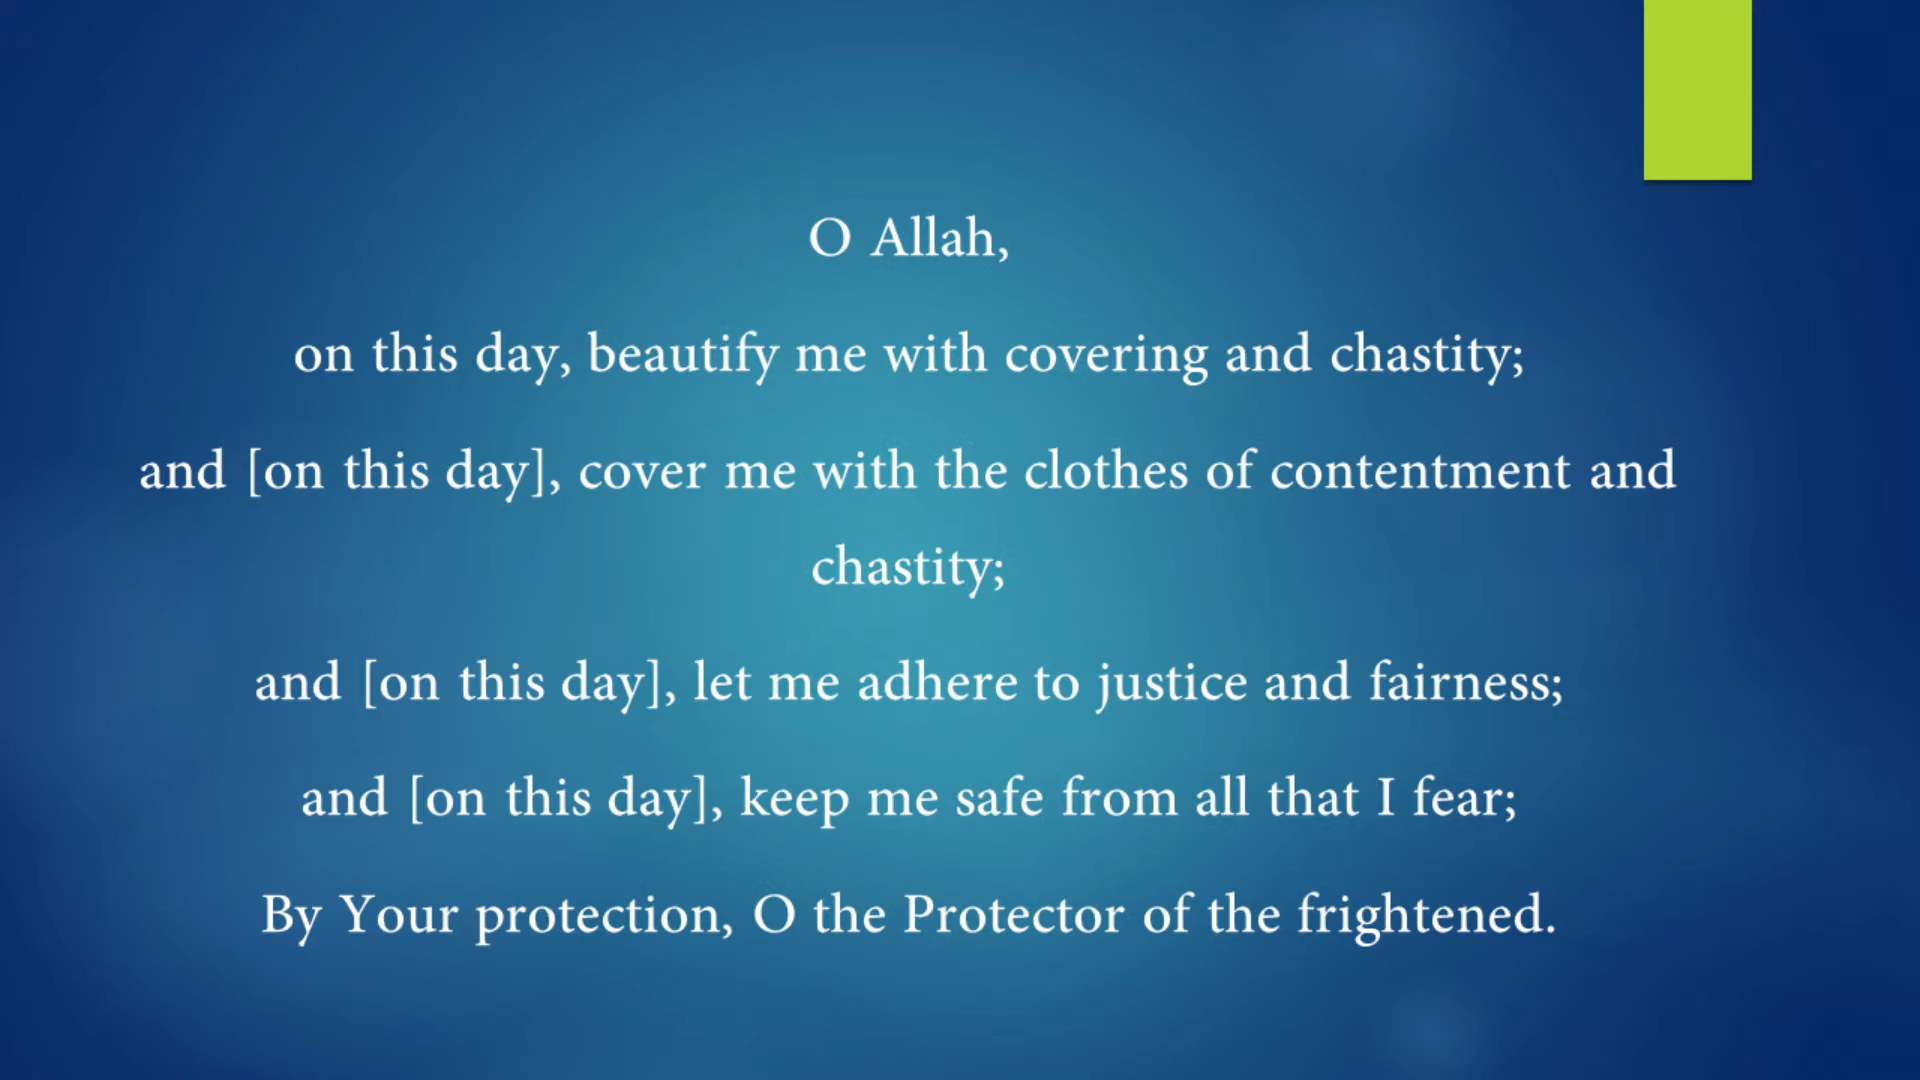 O Allah,
on this day, beautify me with covering and chastity;
and [on this day], cover me with the clothes of contentment and
chastity;
and [on this day], let me adhere to justice and fairness;
and [on this day], keep me safe from all that I fear;
By Your protection, O the Protector of the frightened.